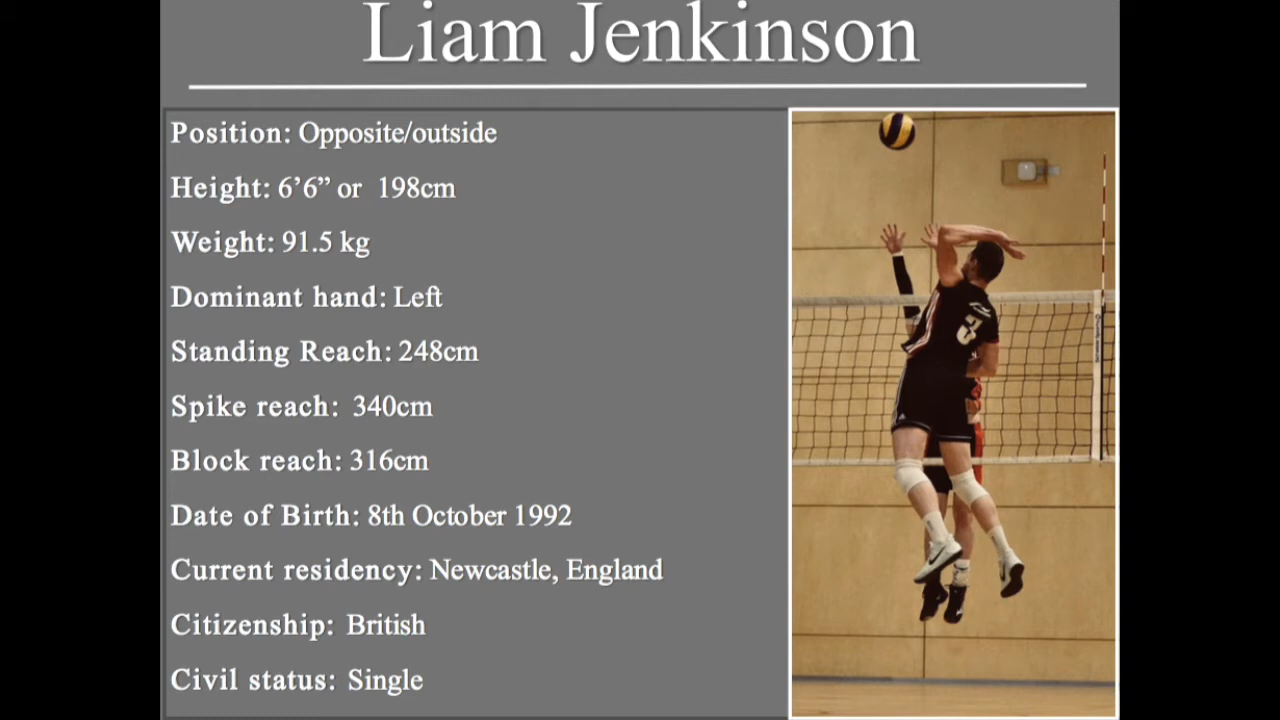 Liam Jenkinson
Position: Opposite/outside
Height: 6’6” or 198cm
Weight: 91.5 kg
Dominant hand: Left
Standing Reach: 248cm
Spike reach: 340cm
Block reach: 316cm
Date of Birth: 8th October 1992
Current residency: Newcastle, England
Citizenship: British
Civil status: Single
3